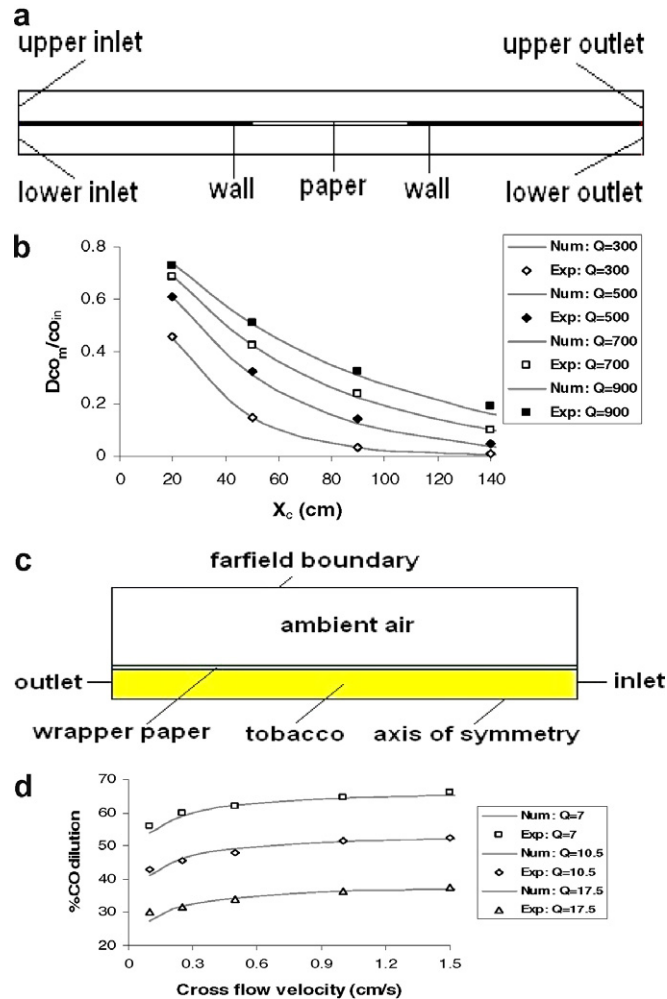 a
upper inlet
upper outlet
lower inlet
wall
paper
wall
lower outlet
b
0.8
0.6
0.4
0.2
0
Dco_m/co_in
0 20 40 60 80 100 120 140
X_c (cm)
Num: Q=300
Exp: Q=300
Num: Q=500
Exp: Q=500
Num: Q=700
Exp: Q=700
Num: Q=900
Exp: Q=900
c
farfield boundary
ambient air
outlet
inlet
wrapper paper
tobacco
axis of symmetry
d
70
60
50
40
30
20
%CO dilution
0 0.3 0.6 0.9 1.2 1.5
Cross flow velocity (cm/s)
Num: Q=7
Exp: Q=7
Num: Q=10.5
Exp: Q=10.5
Num: Q=17.5
Exp: Q=17.5